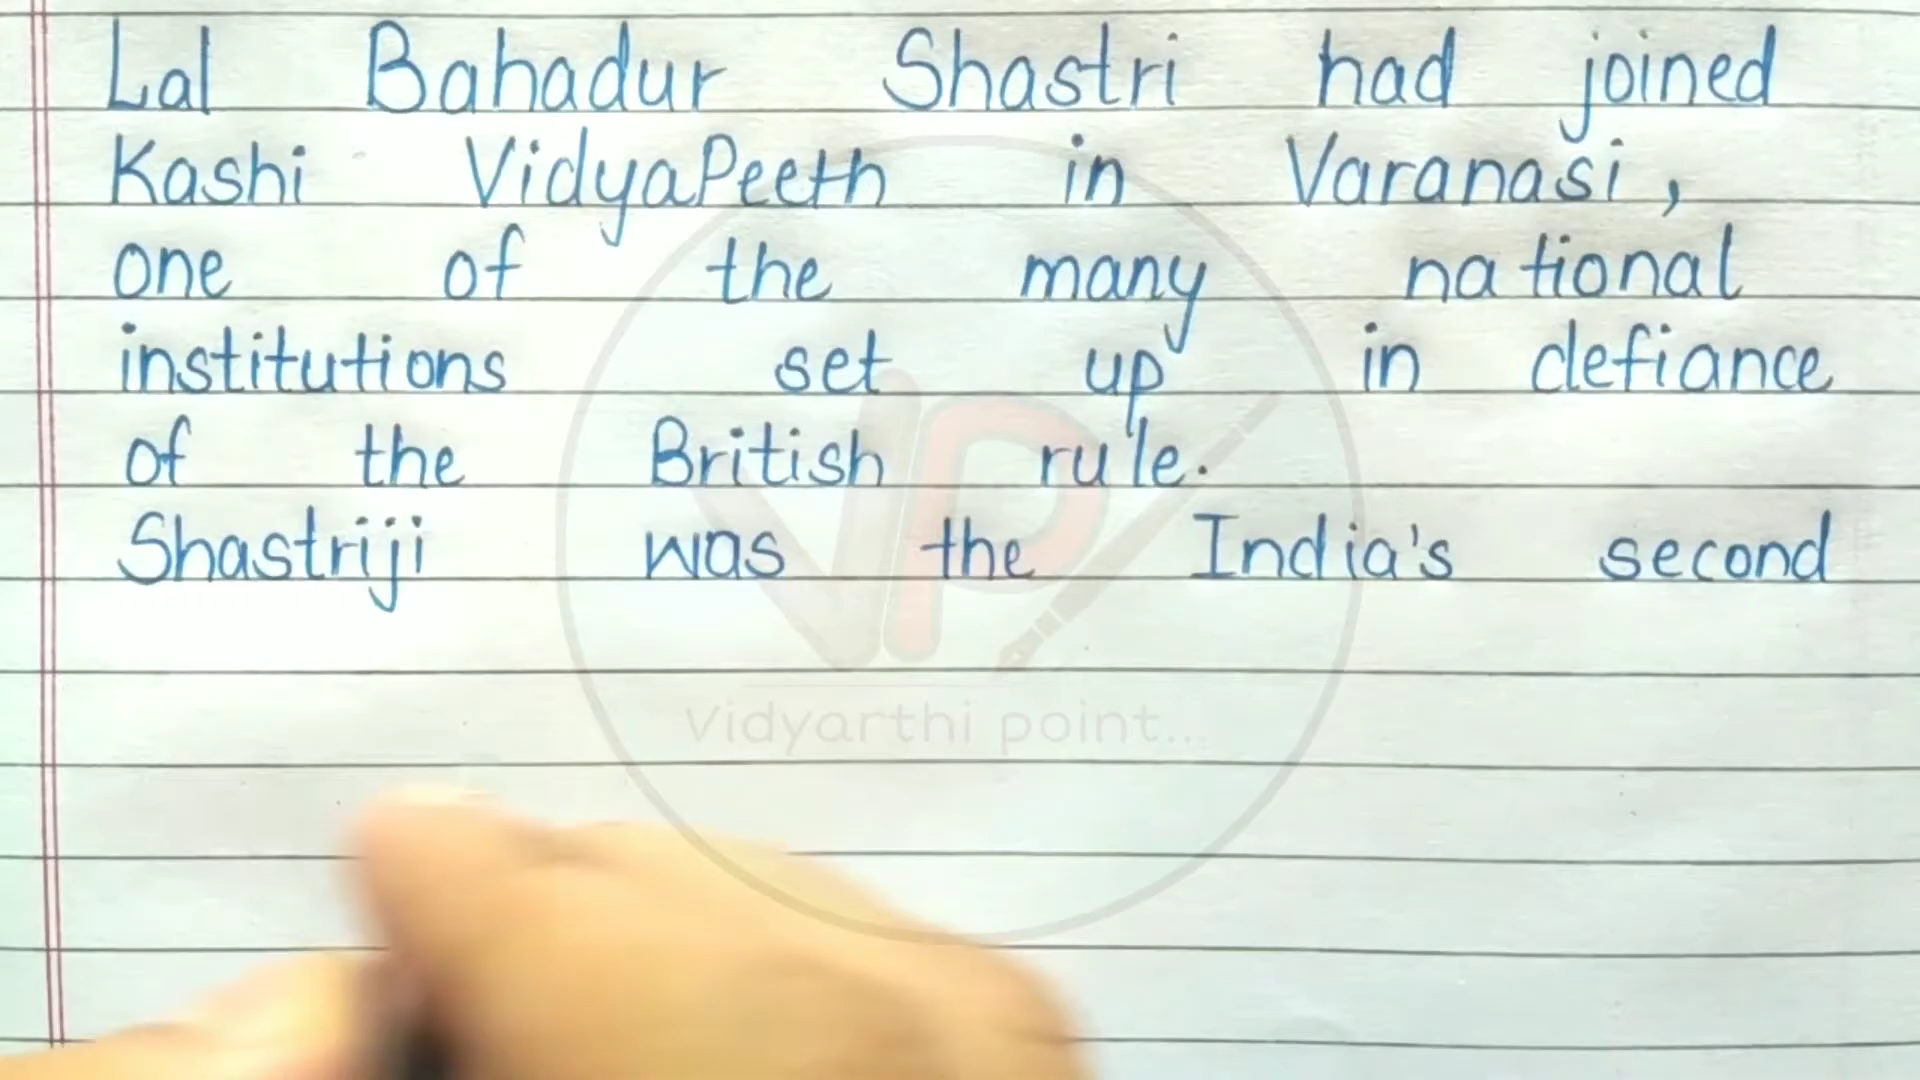 Lal Bahadur Shastri had joined
Kashi VidyaPeeth in Varanasi,
one of the many national
institutions set up in defiance
of the British rule.
Shastriji was the India's second
VP
Vidyarthi point...